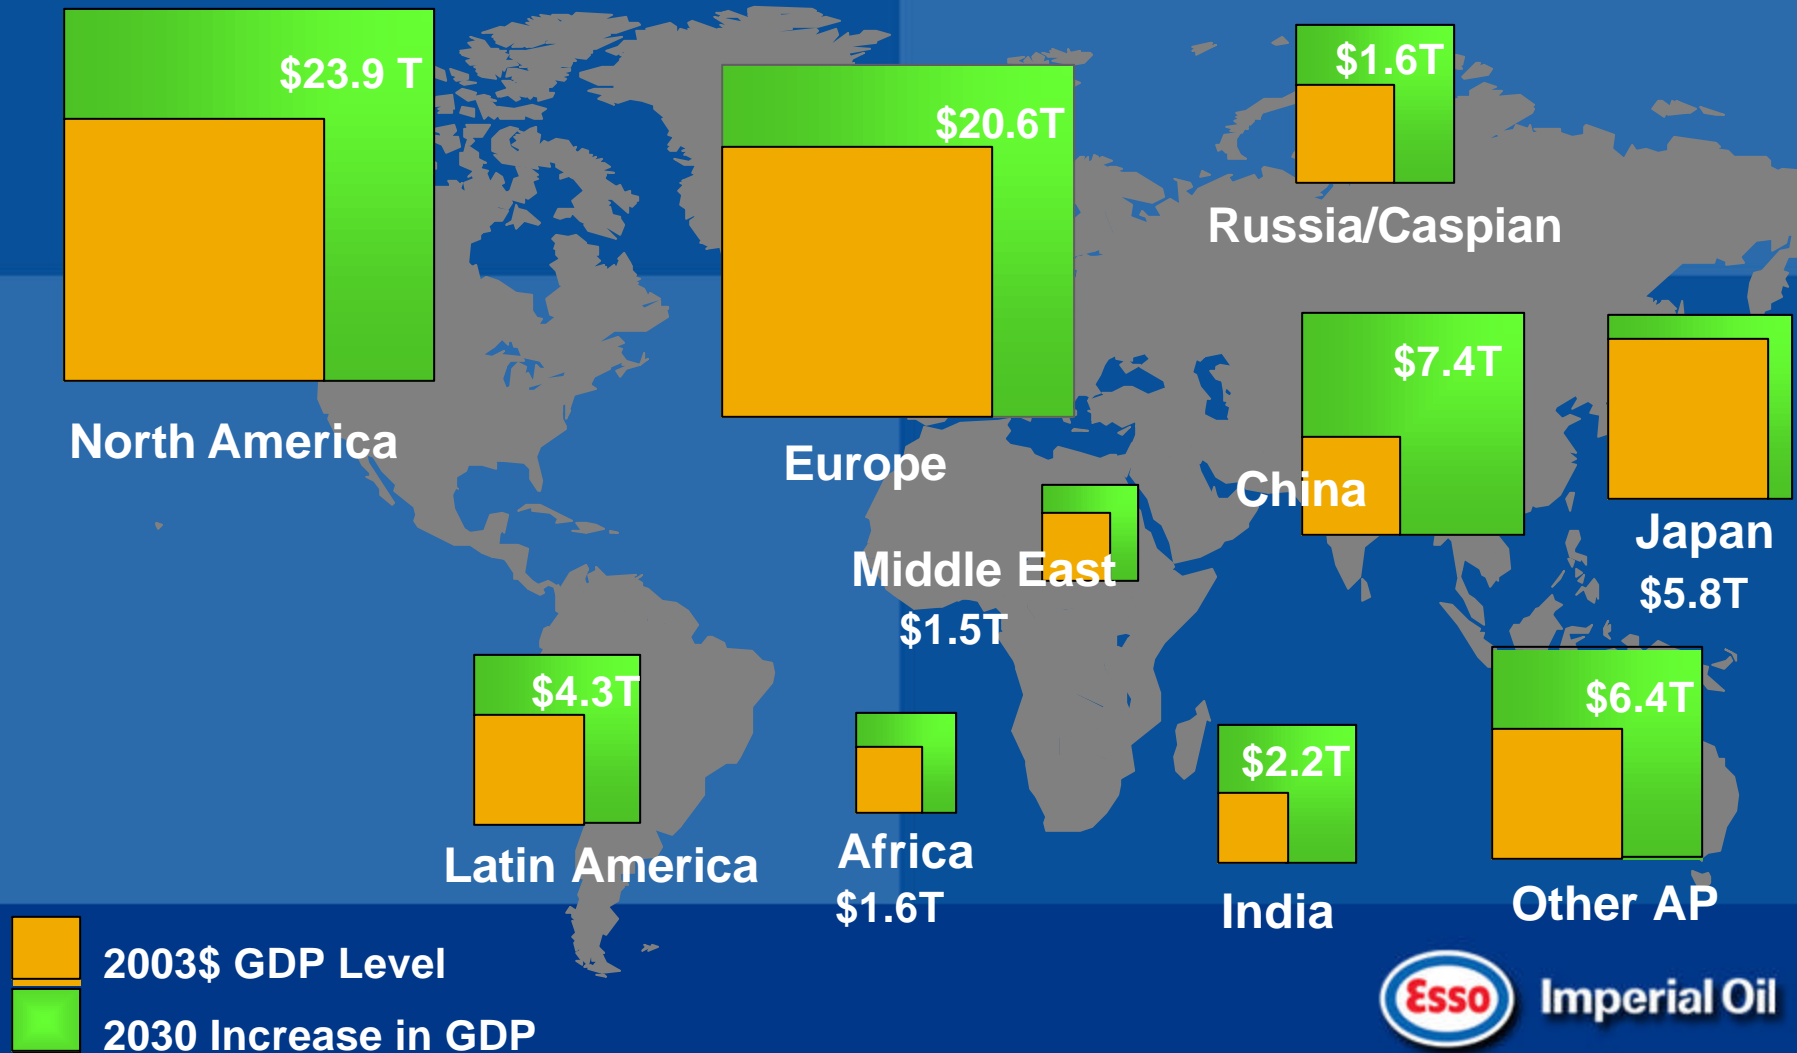 $23.9 T
North America
$20.6T
Europe
$1.6T
Russia/Caspian
$7.4T
China
Japan
$5.8T
Middle East
$1.5T
$4.3T
Latin America
Africa
$1.6T
$2.2T
India
$6.4T
Other AP
2003$ GDP Level
2030 Increase in GDP
Esso
Imperial Oil